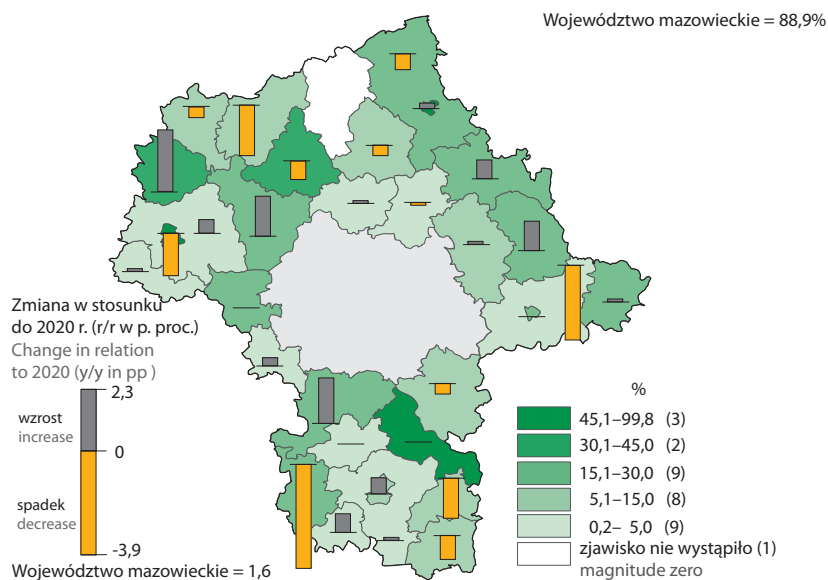 Województwo mazowieckie = 88,9%
Zmiana w stosunku
do 2020 r. (r/r w p. proc.)
Change in relation
to 2020 (y/y in pp )
2,3
wzrost
increase
0
spadek
decrease
-3,9
Województwo mazowieckie = 1,6
%
45,1–99,8 (3)
30,1–45,0 (2)
15,1–30,0 (9)
5,1–15,0 (8)
0,2– 5,0 (9)
zjawisko nie wystąpiło (1)
magnitude zero